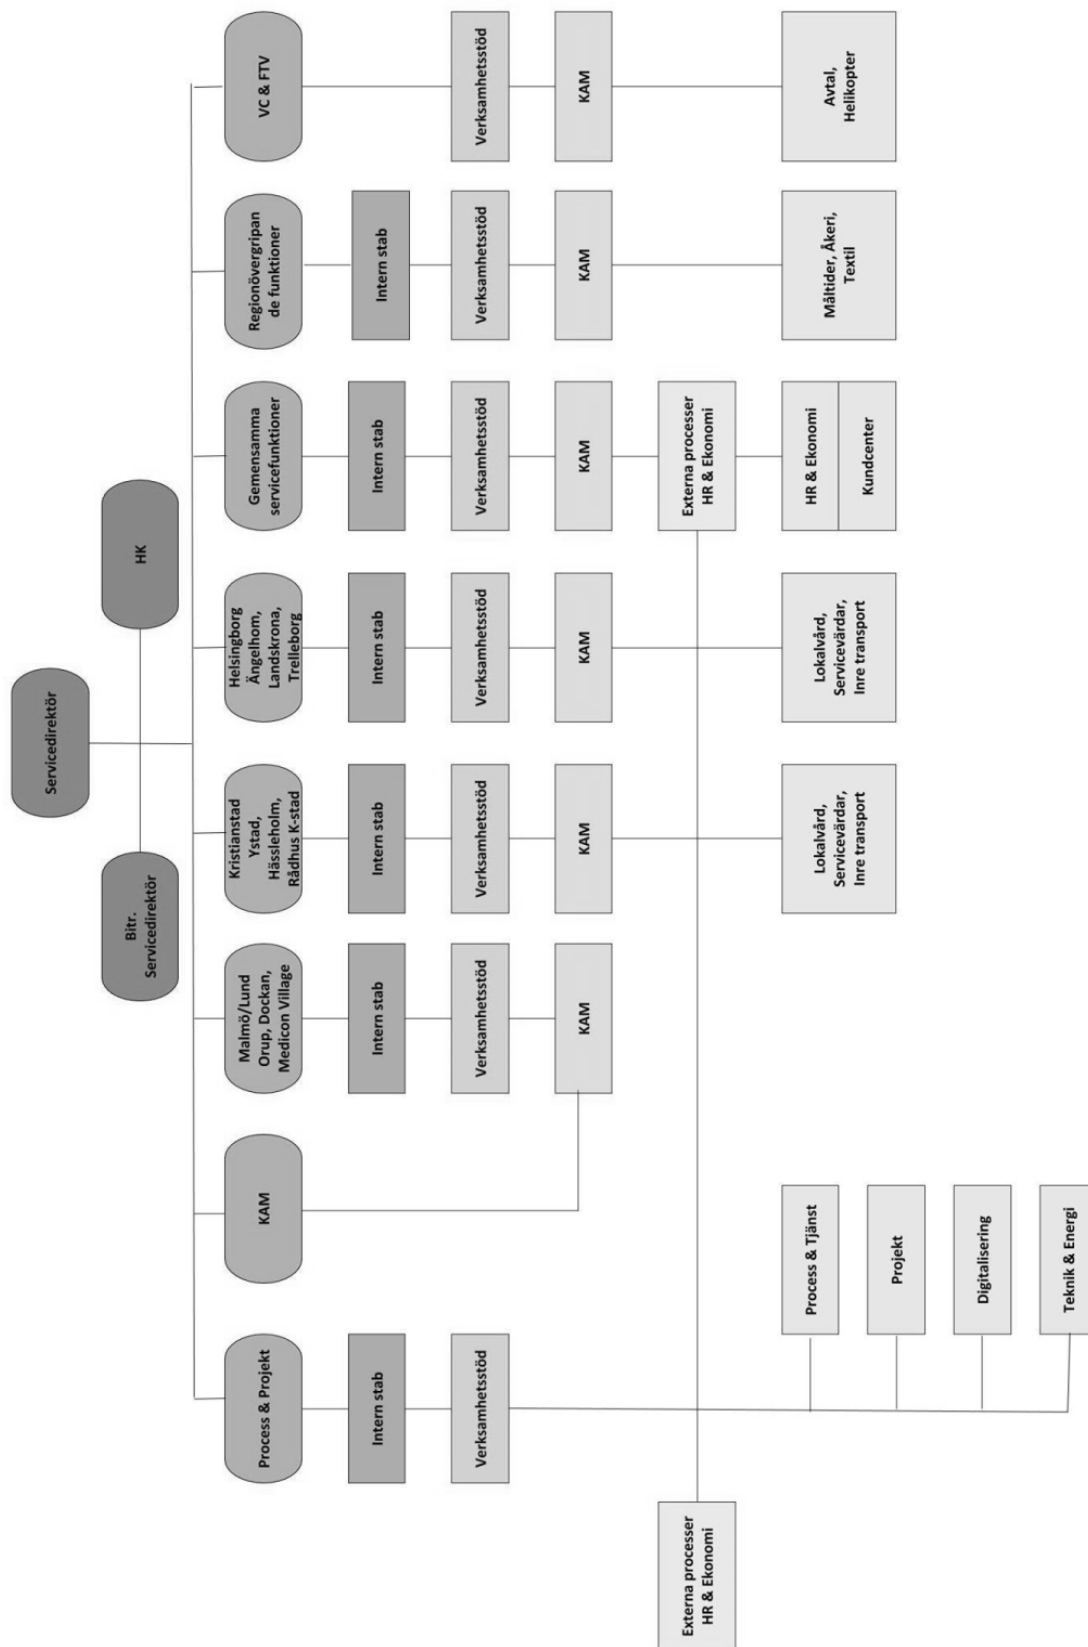 Servicedirektör
Bitr.
Servicedirektör
HK
Process & Projekt
KAM
Malmö/Lund
Orup, Dockan,
Medicon Village
Kristianstad
Ystad,
Hässleholm,
Rådhus K-stad
Helsingborg
Ängelhom,
Landskrona,
Trelleborg
Gemensamma
servicefunktioner
Regionövergripan
de funktioner
VC & FTV
Intern stab
Intern stab
Intern stab
Intern stab
Intern stab
Intern stab
Verksamhetsstöd
Verksamhetsstöd
Verksamhetsstöd
Verksamhetsstöd
Verksamhetsstöd
Verksamhetsstöd
Verksamhetsstöd
KAM
KAM
KAM
KAM
KAM
KAM
Externa processer
HR & Ekonomi
Externa processer
HR & Ekonomi
Process & Tjänst
Projekt
Digitalisering
Teknik & Energi
Lokalvård,
Servicevärdar,
Inre transport
Lokalvård,
Servicevärdar,
Inre transport
HR & Ekonomi
Kundcenter
Måltider, Åkeri,
Textil
Avtal,
Helikopter